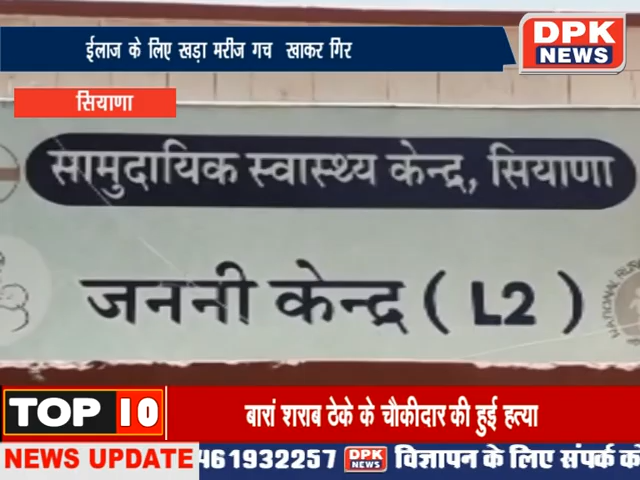 ईलाज के लिए खड़ा मरीज गच खाकर गिर
DPK
NEWS
सियाणा
सामुदायिक स्वास्थ्य केन्द्र, सियाणा
जननी केन्द्र ( L2 )
TOP 10
बारां शराब ठेके के चौकीदार की हुई हत्या
NEWS UPDATE
461932257 DPK NEWS विज्ञापन के लिए संपर्क क